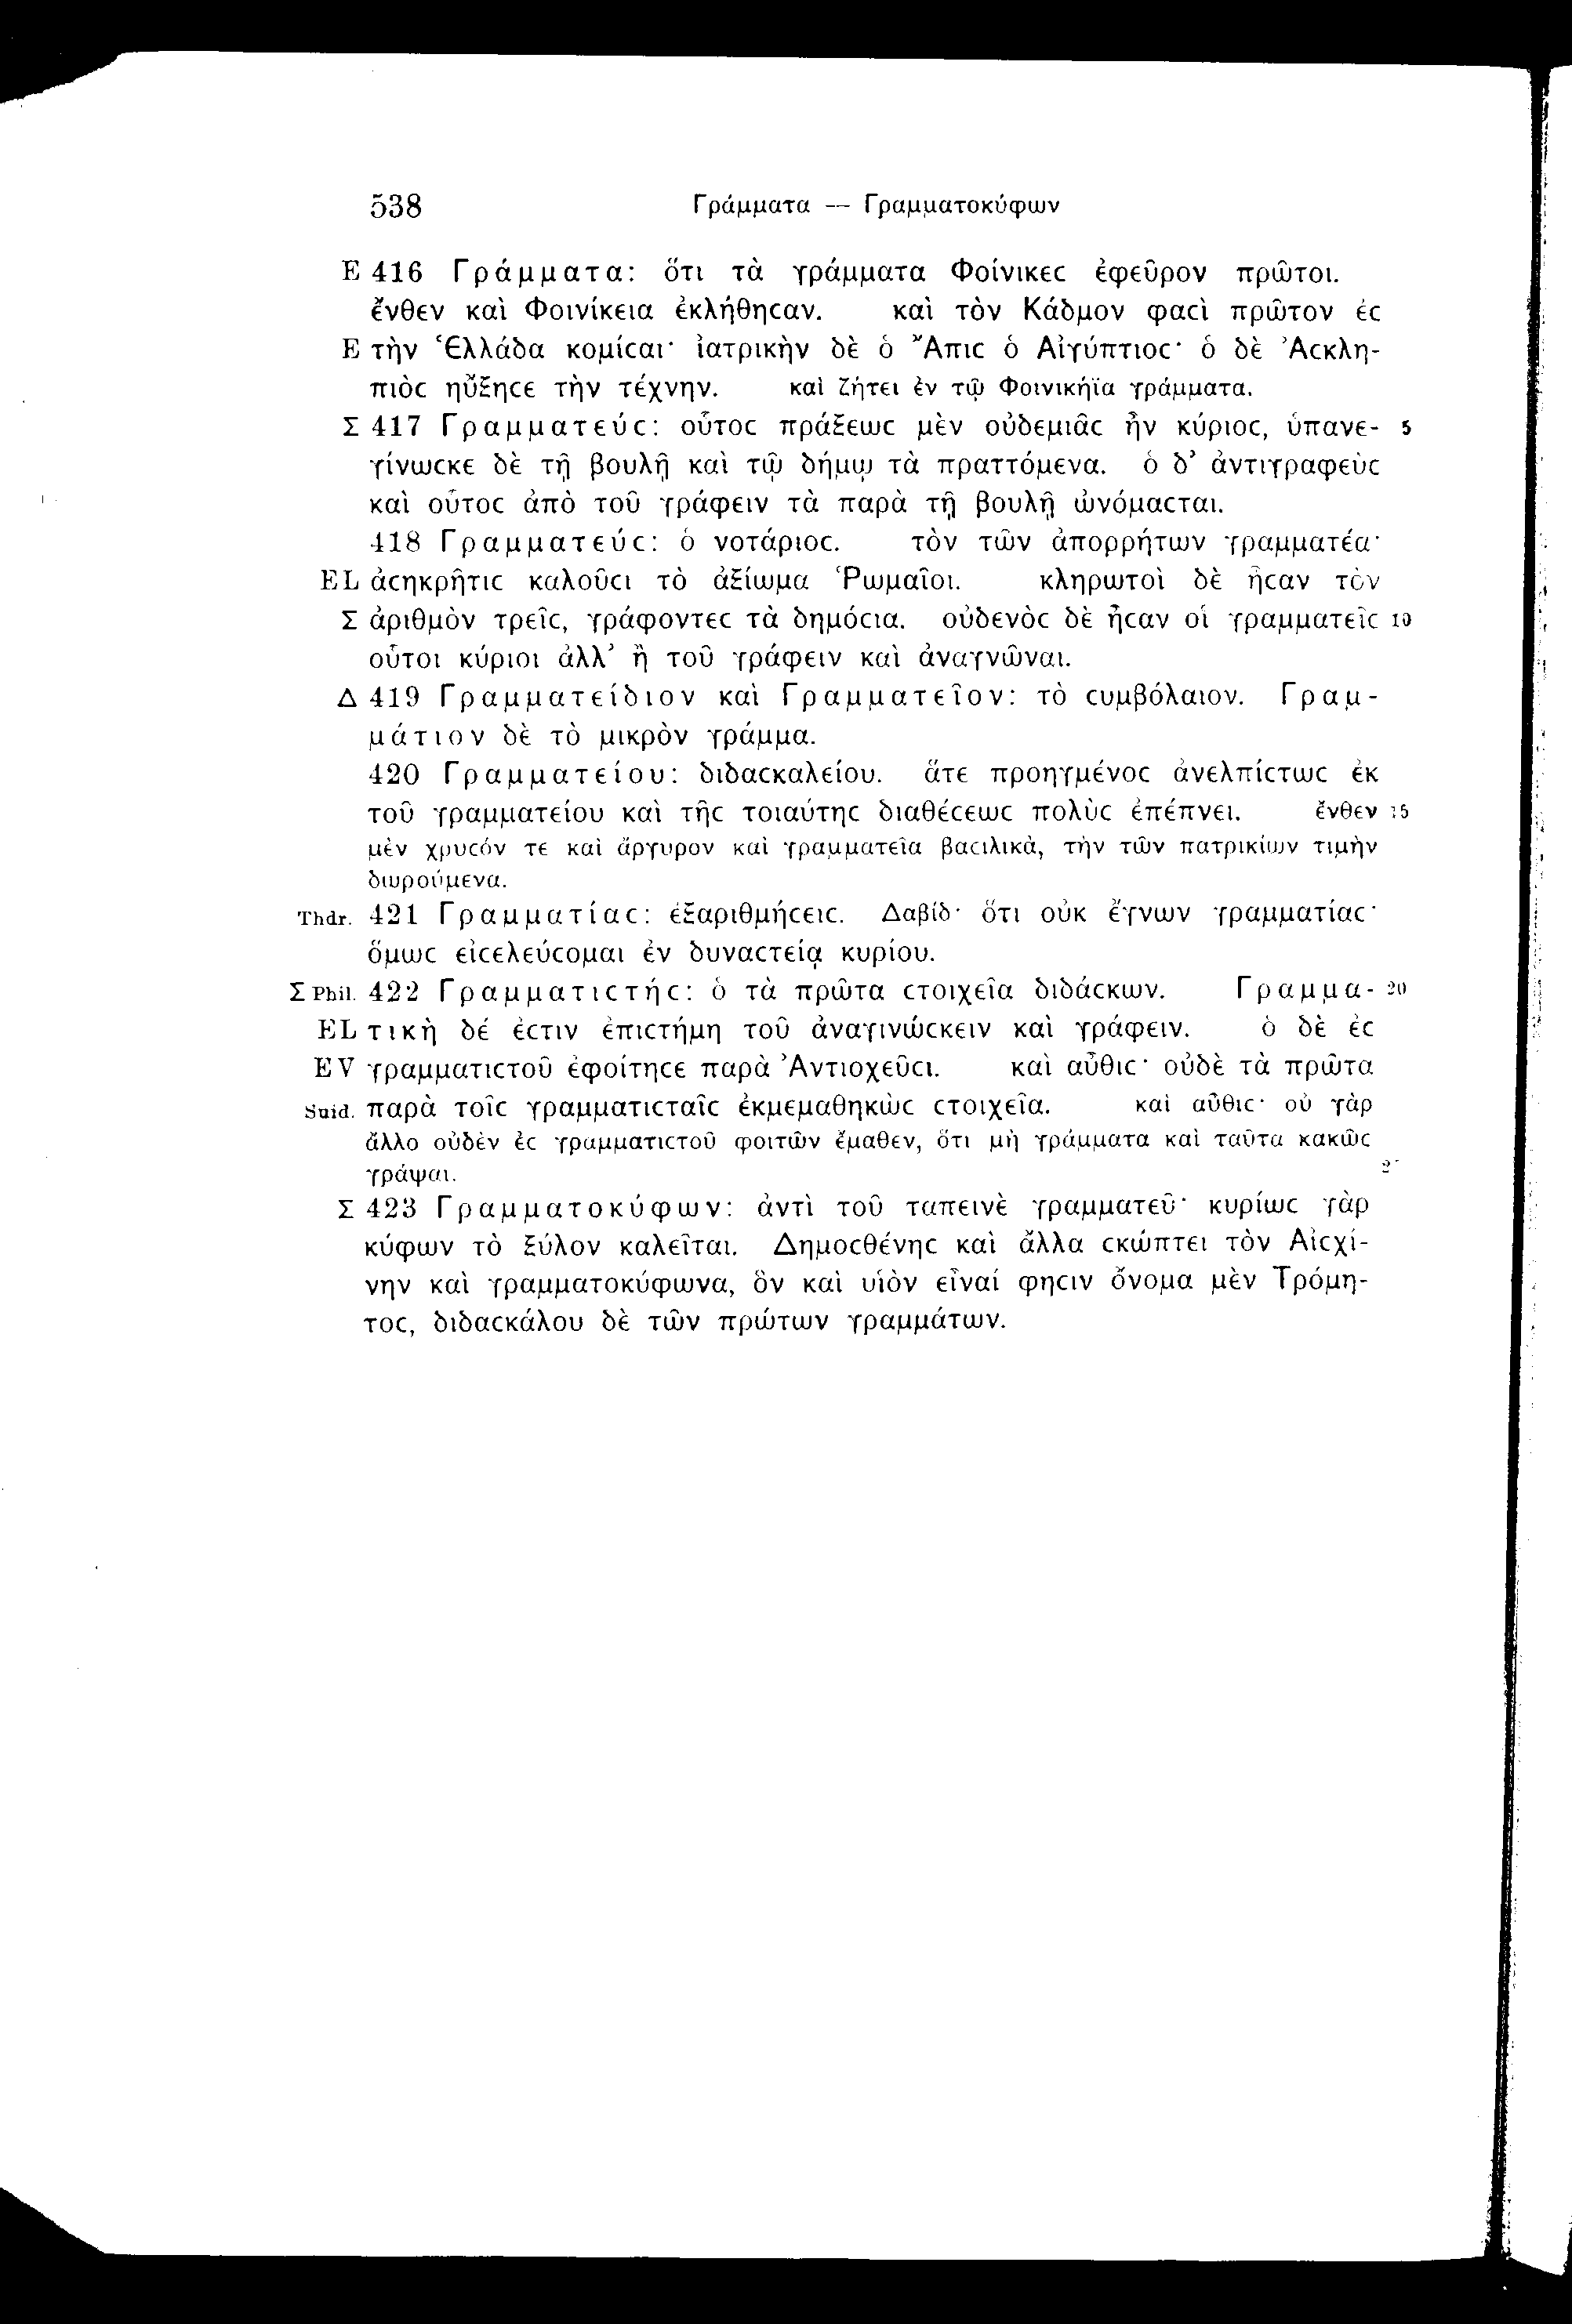 538 Γράμματα — Γραμματοκύφων
E 416 Γράμματα: ὅτι τὰ γράμματα Φοίνικεϲ ἐφεῦρον πρῶτοι.
ἔνθεν καὶ Φοινίκεια ἐκλήθηϲαν. καὶ τὸν Κάδμον φαϲὶ πρῶτον ἐϲ
E τὴν Ἑλλάδα κομίϲαι· ἰατρικὴν δὲ ὁ Ἄπιϲ ὁ Αἰγύπτιοϲ· ὁ δὲ Ἀϲκλη-
πιὸϲ ηὔξηϲε τὴν τέχνην. καὶ ζήτει ἐν τῷ Φοινικήϊα γράμματα.
Σ 417 Γραμματεύϲ: οὗτοϲ πράξεωϲ μὲν οὐδεμιᾶϲ ἦν κύριοϲ, ὑπανε- 5
γίνωϲκε δὲ τῇ βουλῇ καὶ τῷ δήμῳ τὰ πραττόμενα. ὁ δ’ ἀντιγραφεὺϲ
καὶ οὗτοϲ ἀπὸ τοῦ γράφειν τὰ παρὰ τῇ βουλῇ ὠνόμαϲται.
418 Γραμματεύϲ: ὁ νοτάριοϲ. τὸν τῶν ἀπορρήτων γραμματέα·
EL ἀϲηκρῆτιϲ καλοῦϲι τὸ ἀξίωμα Ῥωμαῖοι. κληρωτοὶ δὲ ἦϲαν τὸν
Σ ἀριθμὸν τρεῖϲ, γράφοντεϲ τὰ δημόϲια. οὐδενὸϲ δὲ ἦϲαν οἱ γραμματεῖϲ 10
οὗτοι κύριοι ἀλλ’ ἢ τοῦ γράφειν καὶ ἀναγνῶναι.
Δ 419 Γραμματείδιον καὶ Γραμματεῖον: τὸ ϲυμβόλαιον. Γραμ-
μάτιον δὲ τὸ μικρὸν γράμμα.
420 Γραμματείου: διδαϲκαλείου. ἅτε προηγμένοϲ ἀνελπίϲτωϲ ἐκ
τοῦ γραμματείου καὶ τῆϲ τοιαύτηϲ διαθέϲεωϲ πολὺϲ ἐπέπνει. ἔνθεν 15
μὲν χρυϲόν τε καὶ ἄργυρον καὶ γραμματεῖα βαϲιλικὰ, τὴν τῶν πατρικίων τιμὴν
δωρούμενα.
Thdr. 421 Γραμματίαϲ: ἐξαριθμήϲειϲ. Δαβίδ· ὅτι οὐκ ἔγνων γραμματίαϲ·
ὅμωϲ εἰϲελεύϲομαι ἐν δυναϲτείᾳ κυρίου.
Σ Phil. 422 Γραμματιϲτήϲ: ὁ τὰ πρῶτα ϲτοιχεῖα διδάϲκων. Γραμμα- 20
EL τικὴ δέ ἐϲτιν ἐπιϲτήμη τοῦ ἀναγινώϲκειν καὶ γράφειν. ὁ δὲ ἐϲ
EV γραμματιϲτοῦ ἐφοίτηϲε παρὰ Ἀντιοχεῦϲι. καὶ αὖθιϲ· οὐδὲ τὰ πρῶτα
Suid. παρὰ τοῖϲ γραμματιϲταῖϲ ἐκμεμαθηκὼϲ ϲτοιχεῖα. καὶ αὖθιϲ· οὐ γὰρ
ἄλλο οὐδὲν ἐϲ γραμματιϲτοῦ φοιτῶν ἔμαθεν, ὅτι μὴ γράμματα καὶ ταῦτα κακῶϲ
γράψαι.
Σ 423 Γραμματοκύφων: ἀντὶ τοῦ ταπεινὲ γραμματεῦ· κυρίωϲ γὰρ
κύφων τὸ ξύλον καλεῖται. Δημοϲθένηϲ καὶ ἄλλα ϲκώπτει τὸν Αἰϲχί-
νην καὶ γραμματοκύφωνα, ὃν καὶ υἱὸν εἶναί φηϲιν ὄνομα μὲν Τρόμη-
τοϲ, διδαϲκάλου δὲ τῶν πρώτων γραμμάτων.